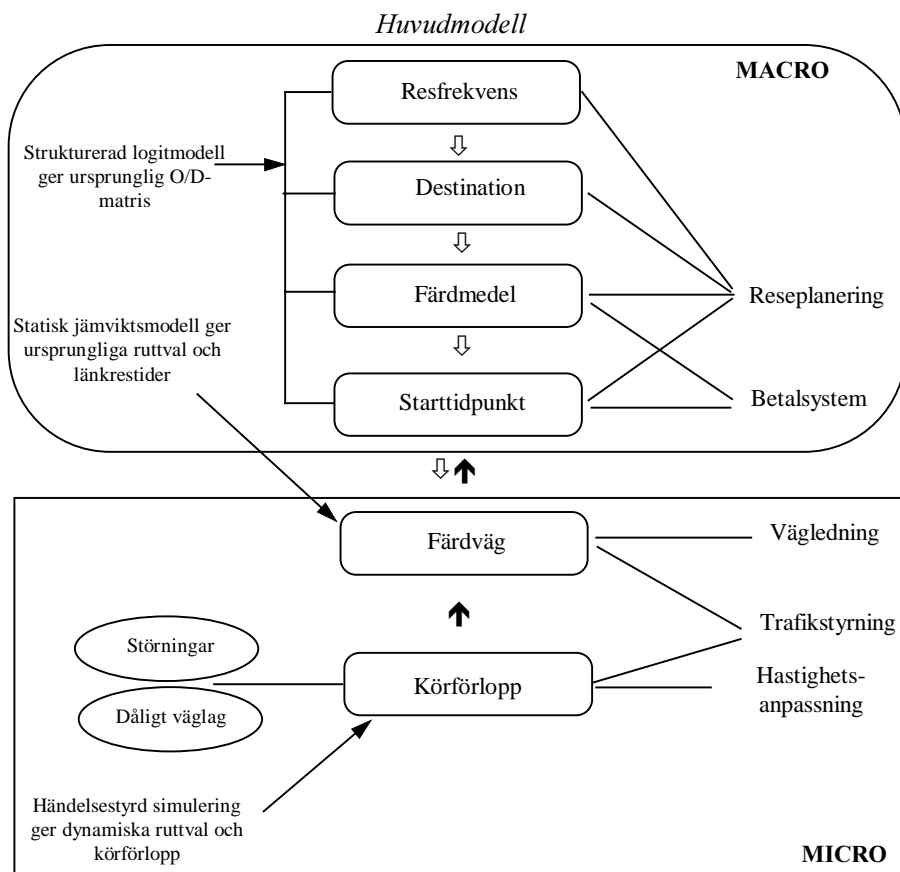 Huvudmodell
MACRO
Resfrekvens
Strukturerad logitmodell
ger ursprunglig O/D-
matris
Destination
Färdmedel
Reseplanering
Statisk jämviktsmodell ger
ursprungliga ruttval och
länkrestider
Starttidpunkt
Betalsystem
Färdväg
Vägledning
Störningar
Trafikstyrning
Körförlopp
Hastighets-
anpassning
Dåligt väglag
Händelsestyrd simulering
ger dynamiska ruttval och
körförlopp
MICRO